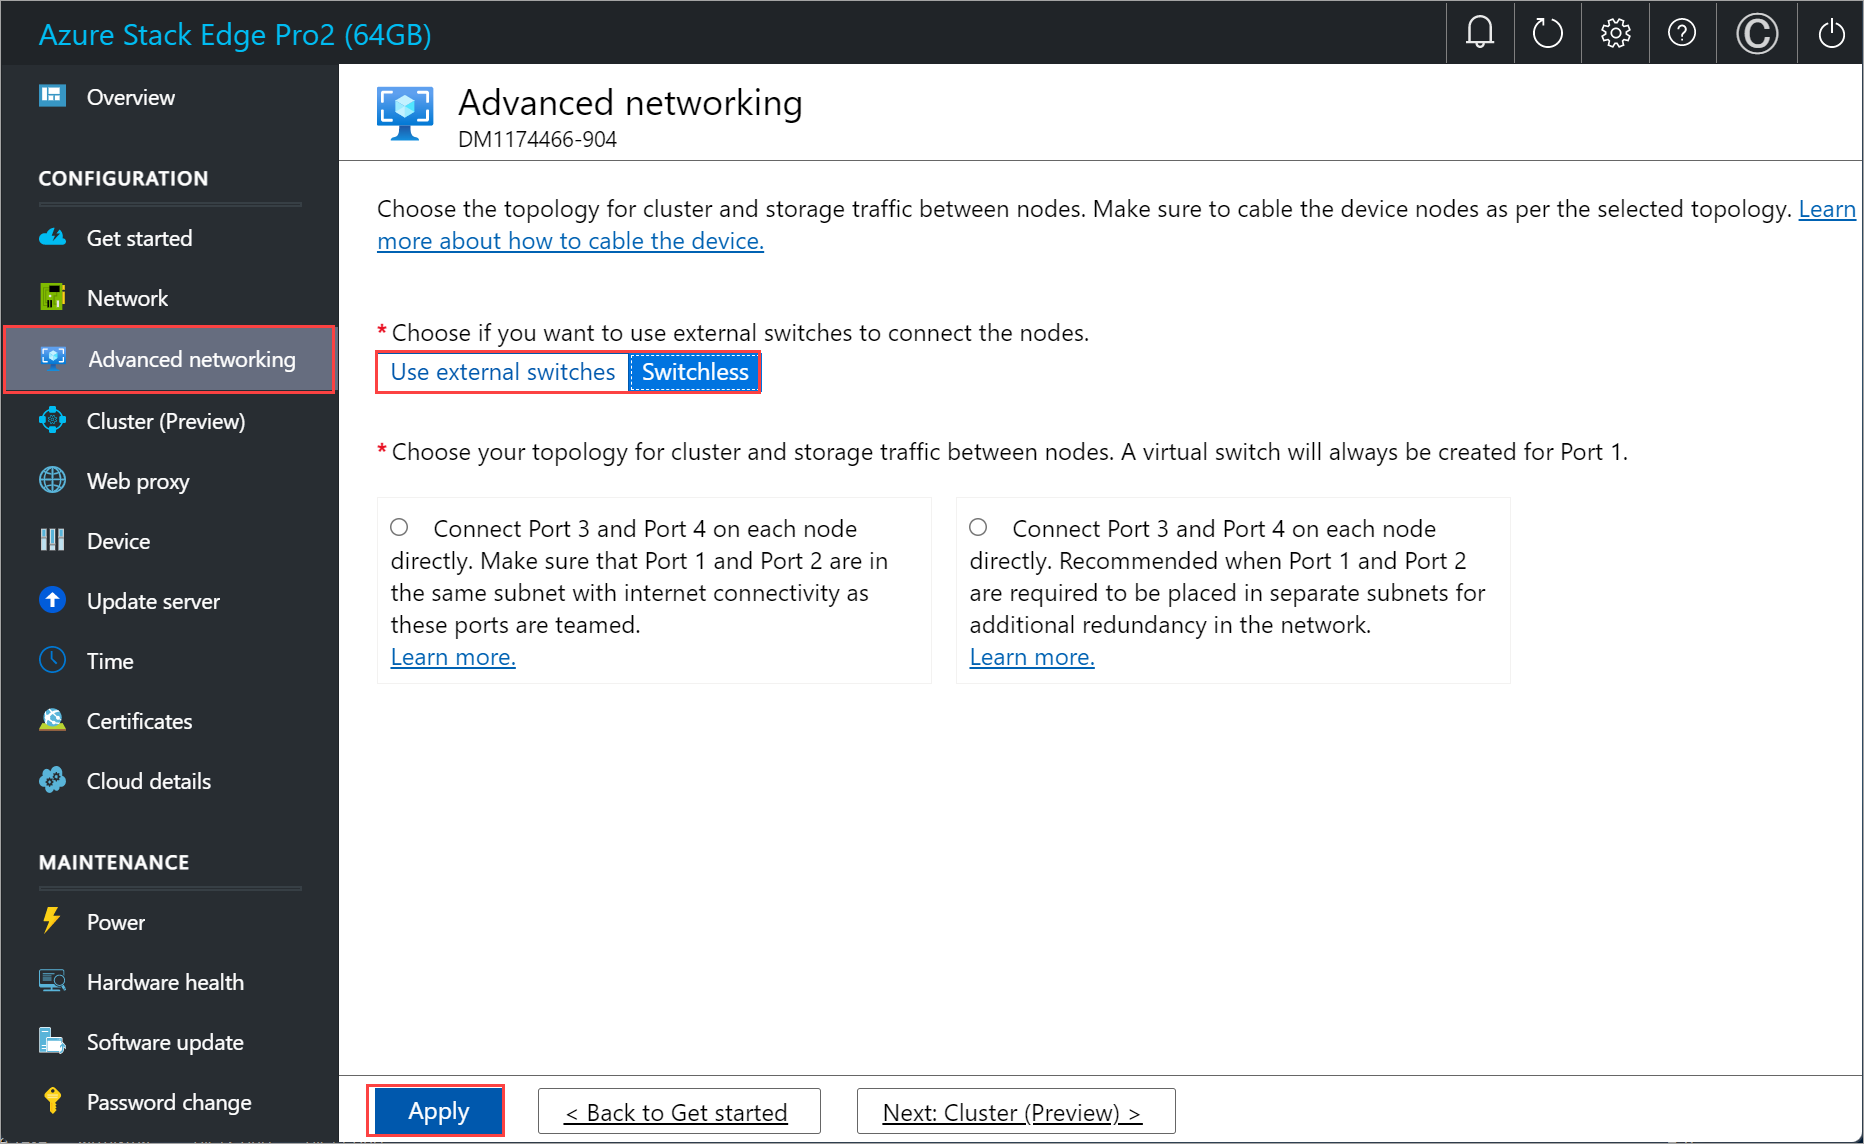 Azure Stack Edge Pro2 (64GB)
Overview
CONFIGURATION
Get started
Network
Advanced networking
Cluster (Preview)
Web proxy
Device
Update server
Time
Certificates
Cloud details
MAINTENANCE
Power
Hardware health
Software update
Password change
Advanced networking
DM1174466-904
Choose the topology for cluster and storage traffic between nodes. Make sure to cable the device nodes as per the selected topology. Learn
more about how to cable the device.
* Choose if you want to use external switches to connect the nodes.
Use external switches Switchless
* Choose your topology for cluster and storage traffic between nodes. A virtual switch will always be created for Port 1.
Connect Port 3 and Port 4 on each node
directly. Make sure that Port 1 and Port 2 are in
the same subnet with internet connectivity as
these ports are teamed.
Learn more.
Connect Port 3 and Port 4 on each node
directly. Recommended when Port 1 and Port 2
are required to be placed in separate subnets for
additional redundancy in the network.
Learn more.
Apply
< Back to Get started
Next: Cluster (Preview) >